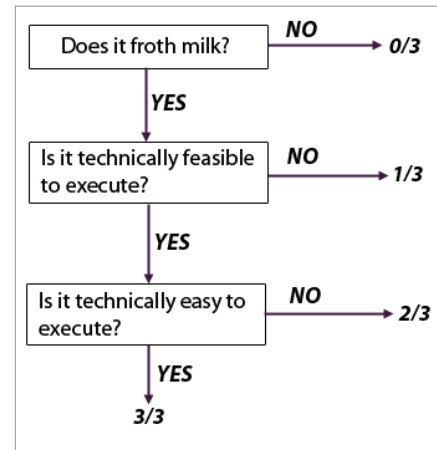 Does it froth milk?
NO
0/3
YES
Is it technically feasible
to execute?
NO
1/3
YES
Is it technically easy to
execute?
NO
2/3
YES
3/3